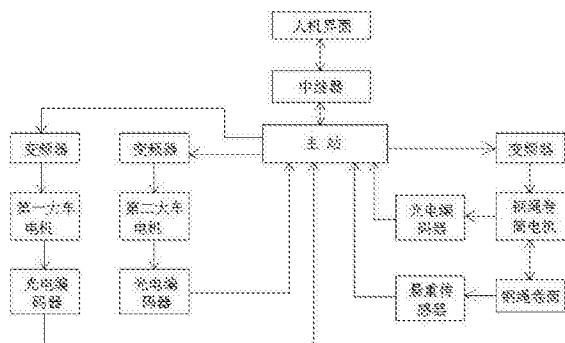 人机界面
中继器
主 站
变频器
变频器
变频器
第一大车
电机
第二大车
电机
光电编
码器
钢绳卷
筒电机
光电编
码器
光电编
码器
悬重传
感器
钢绳卷筒